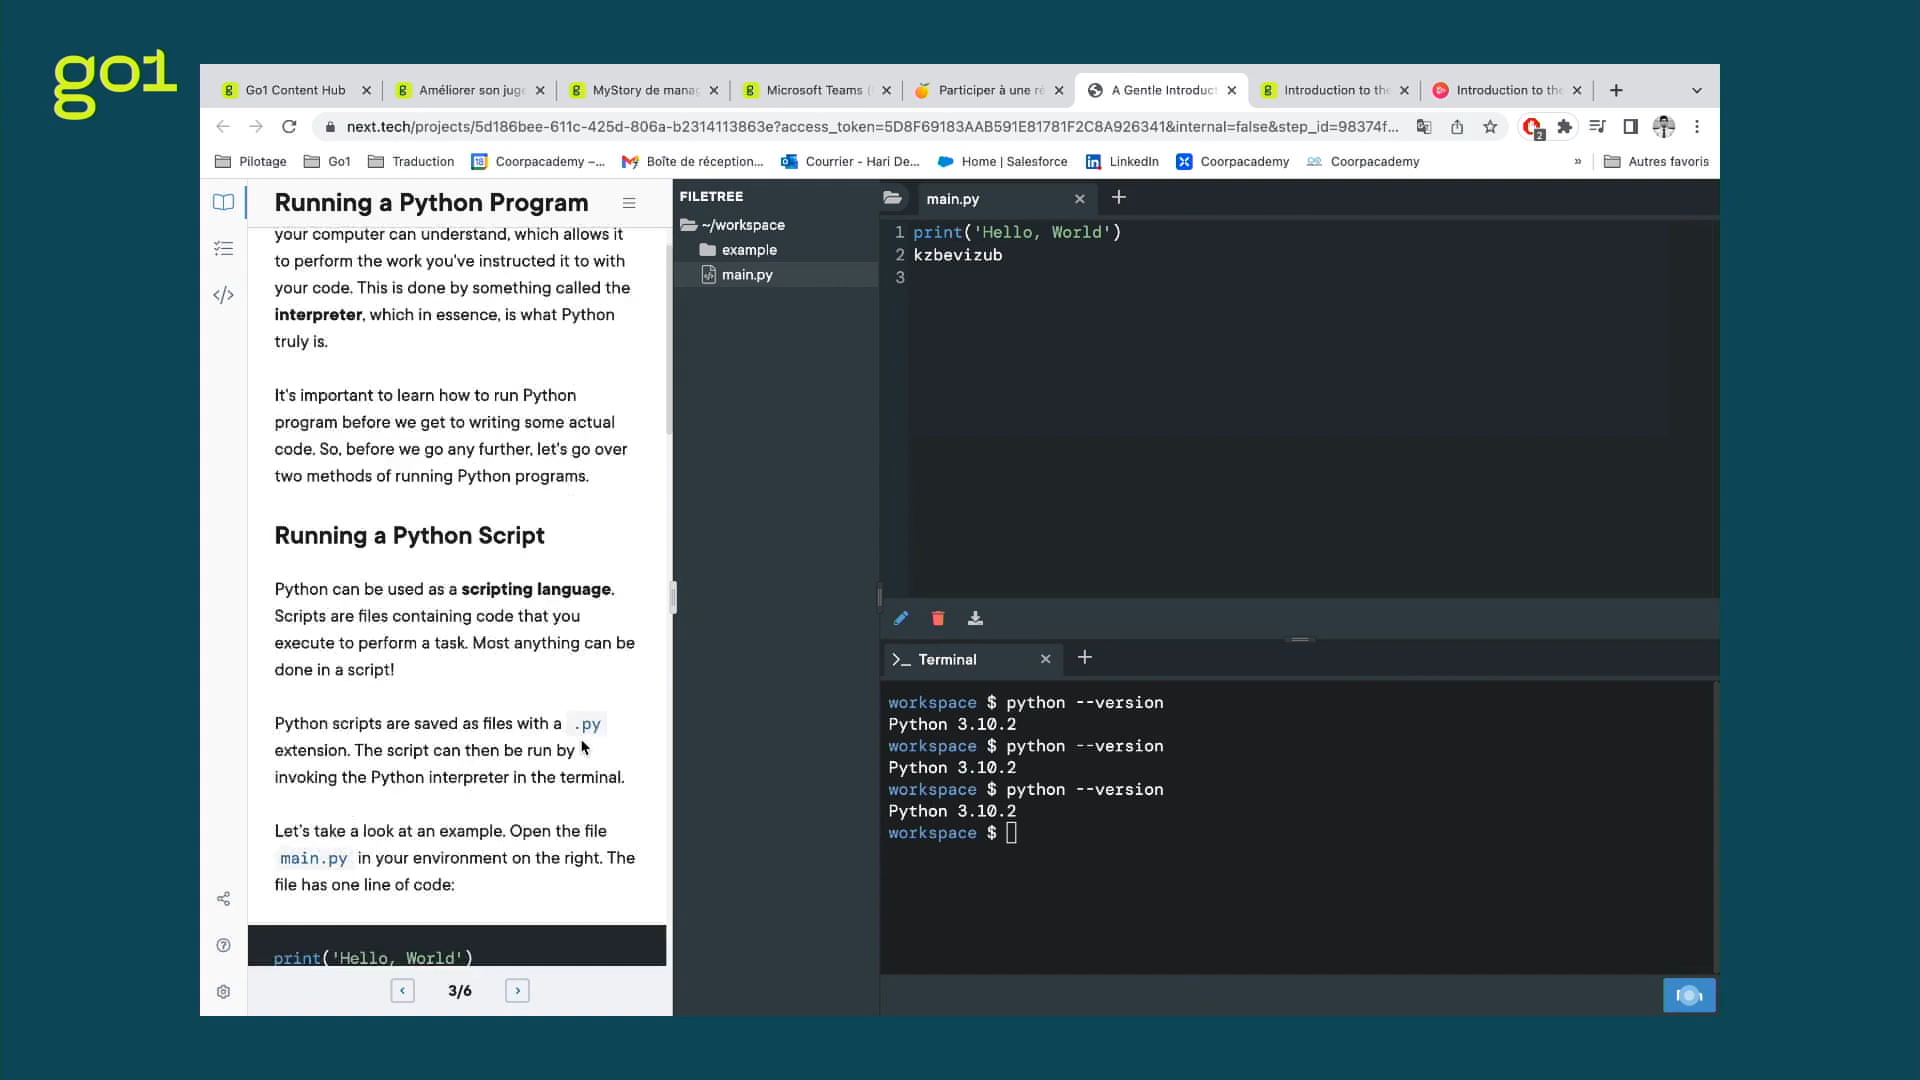 go1
Go1 Content Hub
Améliorer son juge
MyStory de manag
Microsoft Teams (
Participer à une ré
A Gentle Introduct
Introduction to the
Introduction to the
next.tech/projects/5d186bee-611c-425d-806a-b2314113863e?access_token=5D8F69183AAB591E81781F2C8A926341&internal=false&step_id=98374f...
2
Pilotage
Go1
Traduction
18
Coorpacademy –...
Boîte de réception...
Courrier - Hari De...
Home | Salesforce
LinkedIn
Coorpacademy
Coorpacademy
»
Autres favoris
Running a Python Program
your computer can understand, which allows it
to perform the work you've instructed it to with
your code. This is done by something called the
interpreter, which in essence, is what Python
truly is.
It's important to learn how to run Python
program before we get to writing some actual
code. So, before we go any further, let's go over
two methods of running Python programs.
Running a Python Script
Python can be used as a scripting language.
Scripts are files containing code that you
execute to perform a task. Most anything can be
done in a script!
Python scripts are saved as files with a .py
extension. The script can then be run by
invoking the Python interpreter in the terminal.
Let's take a look at an example. Open the file
main.py in your environment on the right. The
file has one line of code:
print('Hello, World')
3/6
FILETREE
~/workspace
example
main.py
main.py
1 print('Hello, World')
2 kzbevizub
3
>_ Terminal
workspace $ python --version
Python 3.10.2
workspace $ python --version
Python 3.10.2
workspace $ python --version
Python 3.10.2
workspace $